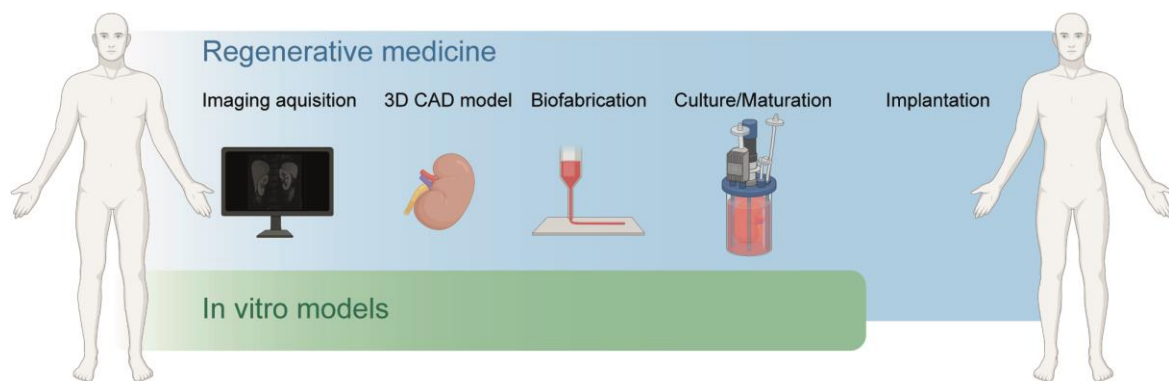 Regenerative medicine
Imaging aquisition 3D CAD model Biofabrication Culture/Maturation Implantation
In vitro models